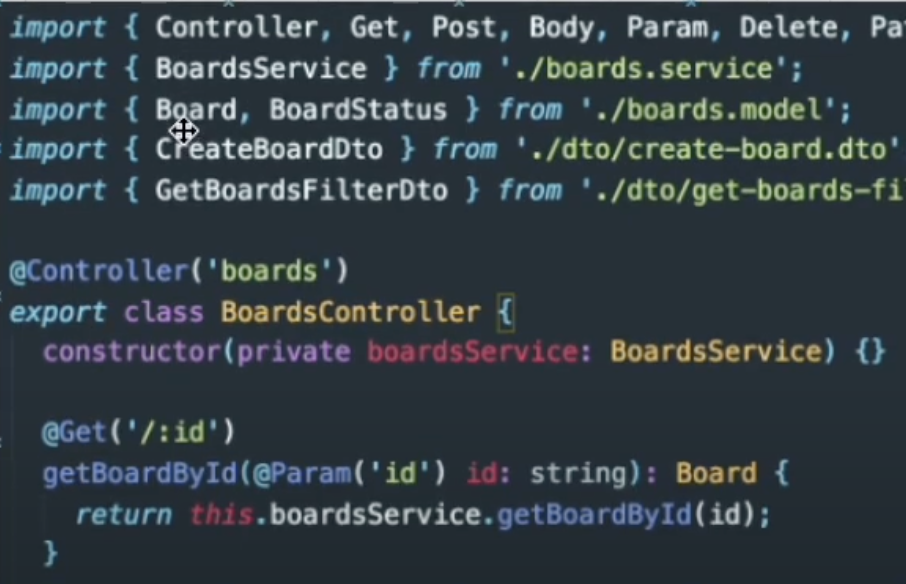 import { Controller, Get, Post, Body, Param, Delete, Pa
import { BoardsService } from './boards.service';
import { Board, BoardStatus } from './boards.model';
import { CreateBoardDto } from './dto/create-board.dto'
import { GetBoardsFilterDto } from './dto/get-boards-fi
@Controller('boards')
export class BoardsController {
constructor(private boardsService: BoardsService) {}
@Get('/:id')
getBoardById(@Param('id') id: string): Board {
return this.boardsService.getBoardById(id);
}